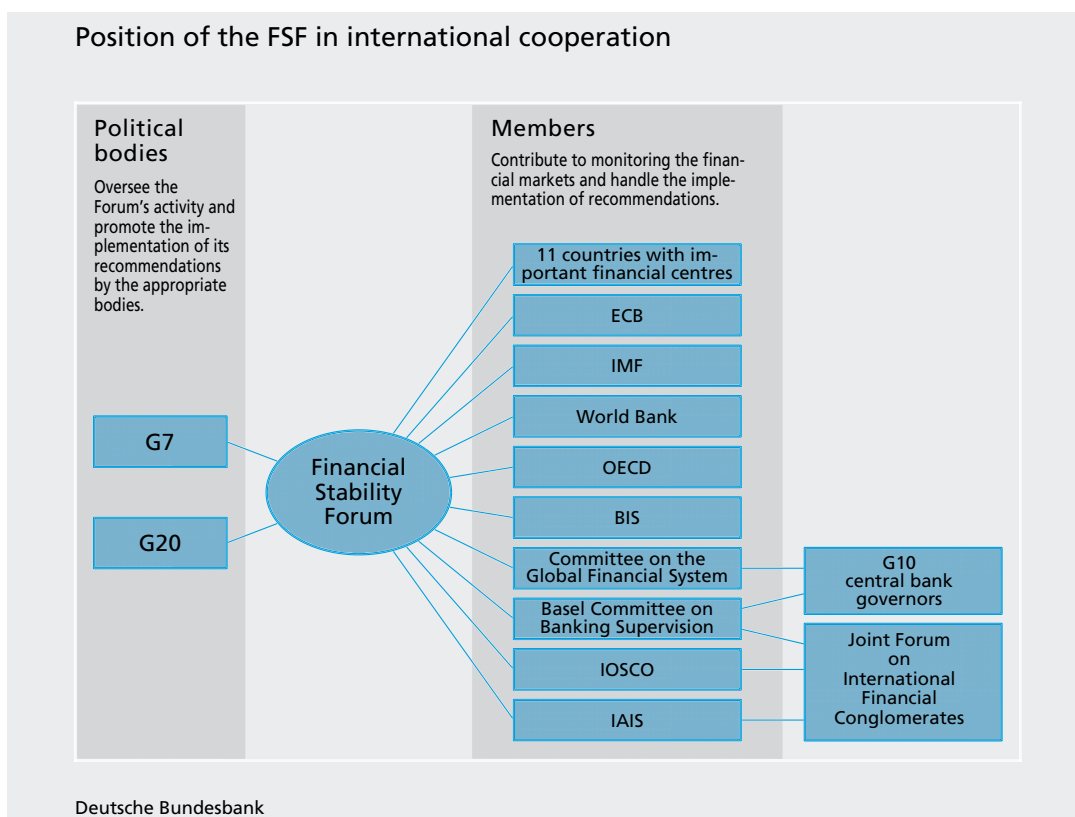 Position of the FSF in international cooperation
Political
bodies
Oversee the
Forum's activity and
promote the im-
plementation of its
recommendations
by the appropriate
bodies.
G7
G20
Financial
Stability
Forum
Members
Contribute to monitoring the finan-
cial markets and handle the imple-
mentation of recommendations.
11 countries with im-
portant financial centres
ECB
IMF
World Bank
OECD
BIS
Committee on the
Global Financial System
Basel Committee on
Banking Supervision
IOSCO
IAIS
G10
central bank
governors
Joint Forum
on
International
Financial
Conglomerates
Deutsche Bundesbank